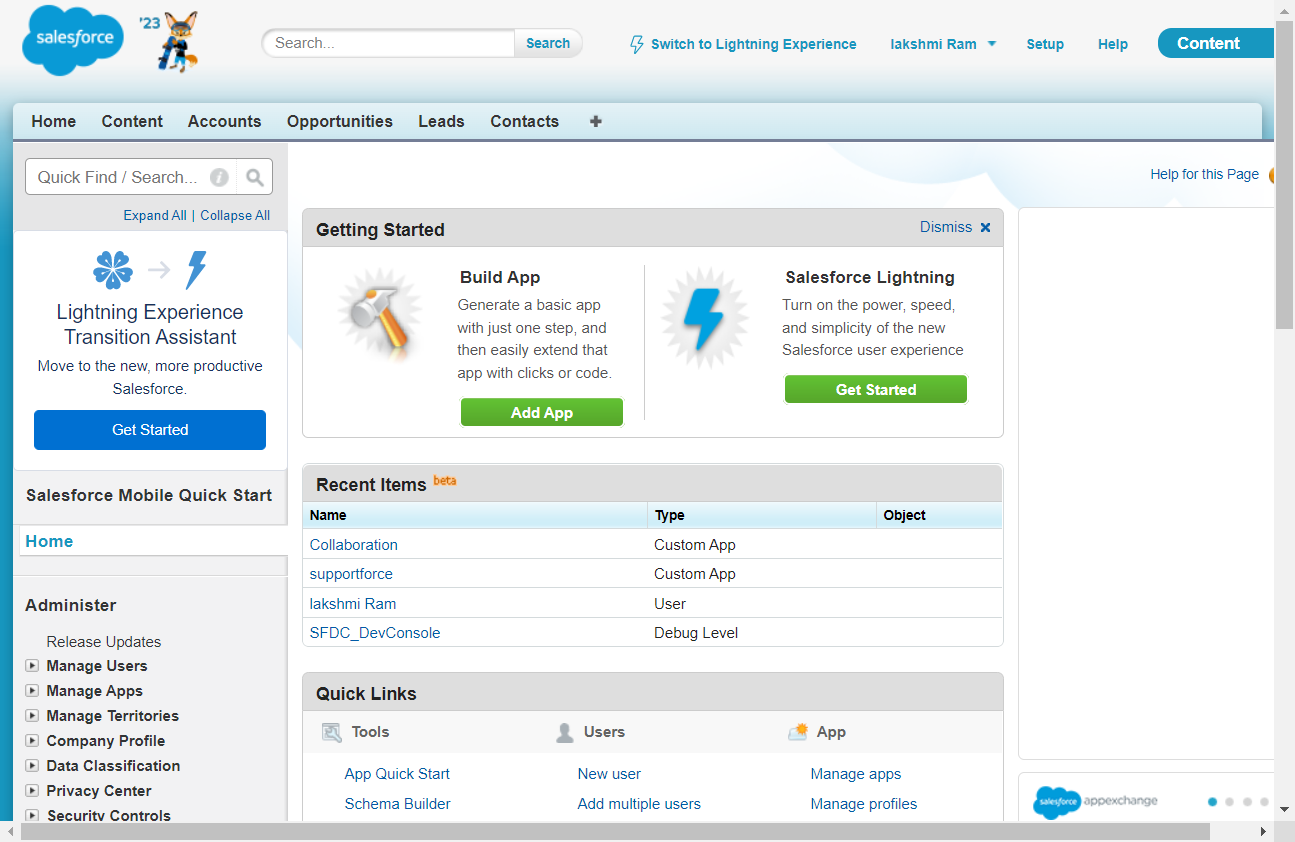 salesforce
'23
Search...
Search
Switch to Lightning Experience
lakshmi Ram
Setup
Help
Content
Home
Content
Accounts
Opportunities
Leads
Contacts
Quick Find / Search...
Expand All | Collapse All
Lightning Experience
Transition Assistant
Move to the new, more productive
Salesforce.
Get Started
Salesforce Mobile Quick Start
Home
Administer
Release Updates
Manage Users
Manage Apps
Manage Territories
Company Profile
Data Classification
Privacy Center
Security Controls
Help for this Page
Getting Started
Dismiss
Build App
Generate a basic app
with just one step, and
then easily extend that
app with clicks or code.
Add App
Salesforce Lightning
Turn on the power, speed,
and simplicity of the new
Salesforce user experience
Get Started
Recent Items beta
Name Type Object
Collaboration Custom App
supportforce Custom App
lakshmi Ram User
SFDC_DevConsole Debug Level
Quick Links
Tools Users App
App Quick Start New user Manage apps
Schema Builder Add multiple users Manage profiles
salesforce appexchange